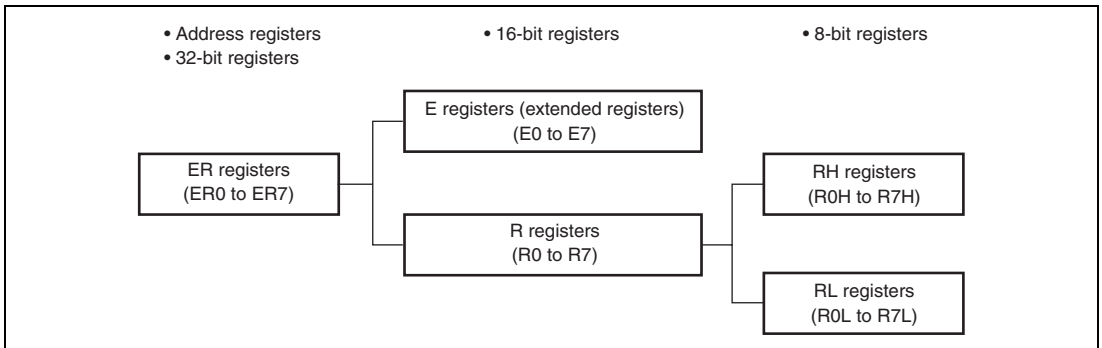 • Address registers
• 32-bit registers
• 16-bit registers
• 8-bit registers
E registers (extended registers)
(E0 to E7)
ER registers
(ER0 to ER7)
RH registers
(R0H to R7H)
R registers
(R0 to R7)
RL registers
(R0L to R7L)